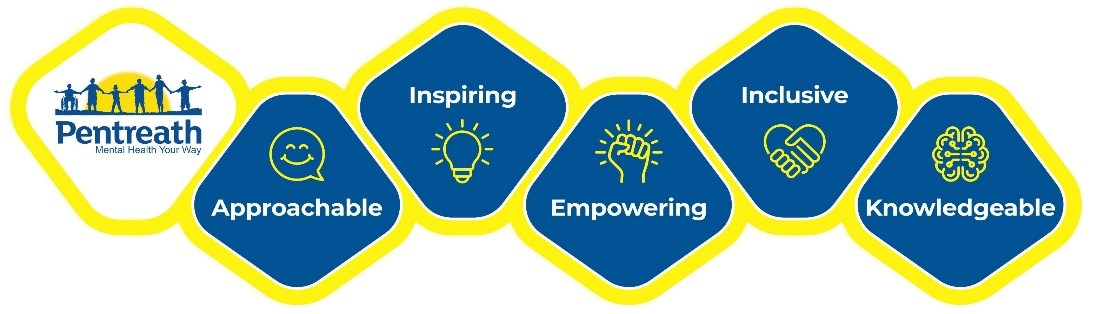 Pentreath
Mental Health Your Way
Approachable
Inspiring
Empowering
Inclusive
Knowledgeable